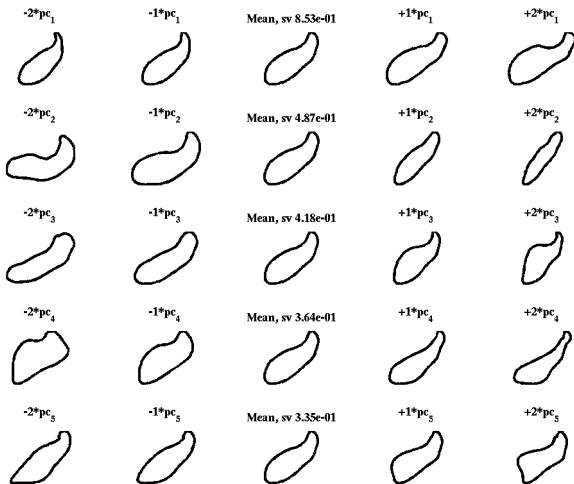 -2*pc1 -1*pc1 Mean, sv 8.53e-01 +1*pc1 +2*pc1
-2*pc2 -1*pc2 Mean, sv 4.87e-01 +1*pc2 +2*pc2
-2*pc3 -1*pc3 Mean, sv 4.18e-01 +1*pc3 +2*pc3
-2*pc4 -1*pc4 Mean, sv 3.64e-01 +1*pc4 +2*pc4
-2*pc5 -1*pc5 Mean, sv 3.35e-01 +1*pc5 +2*pc5